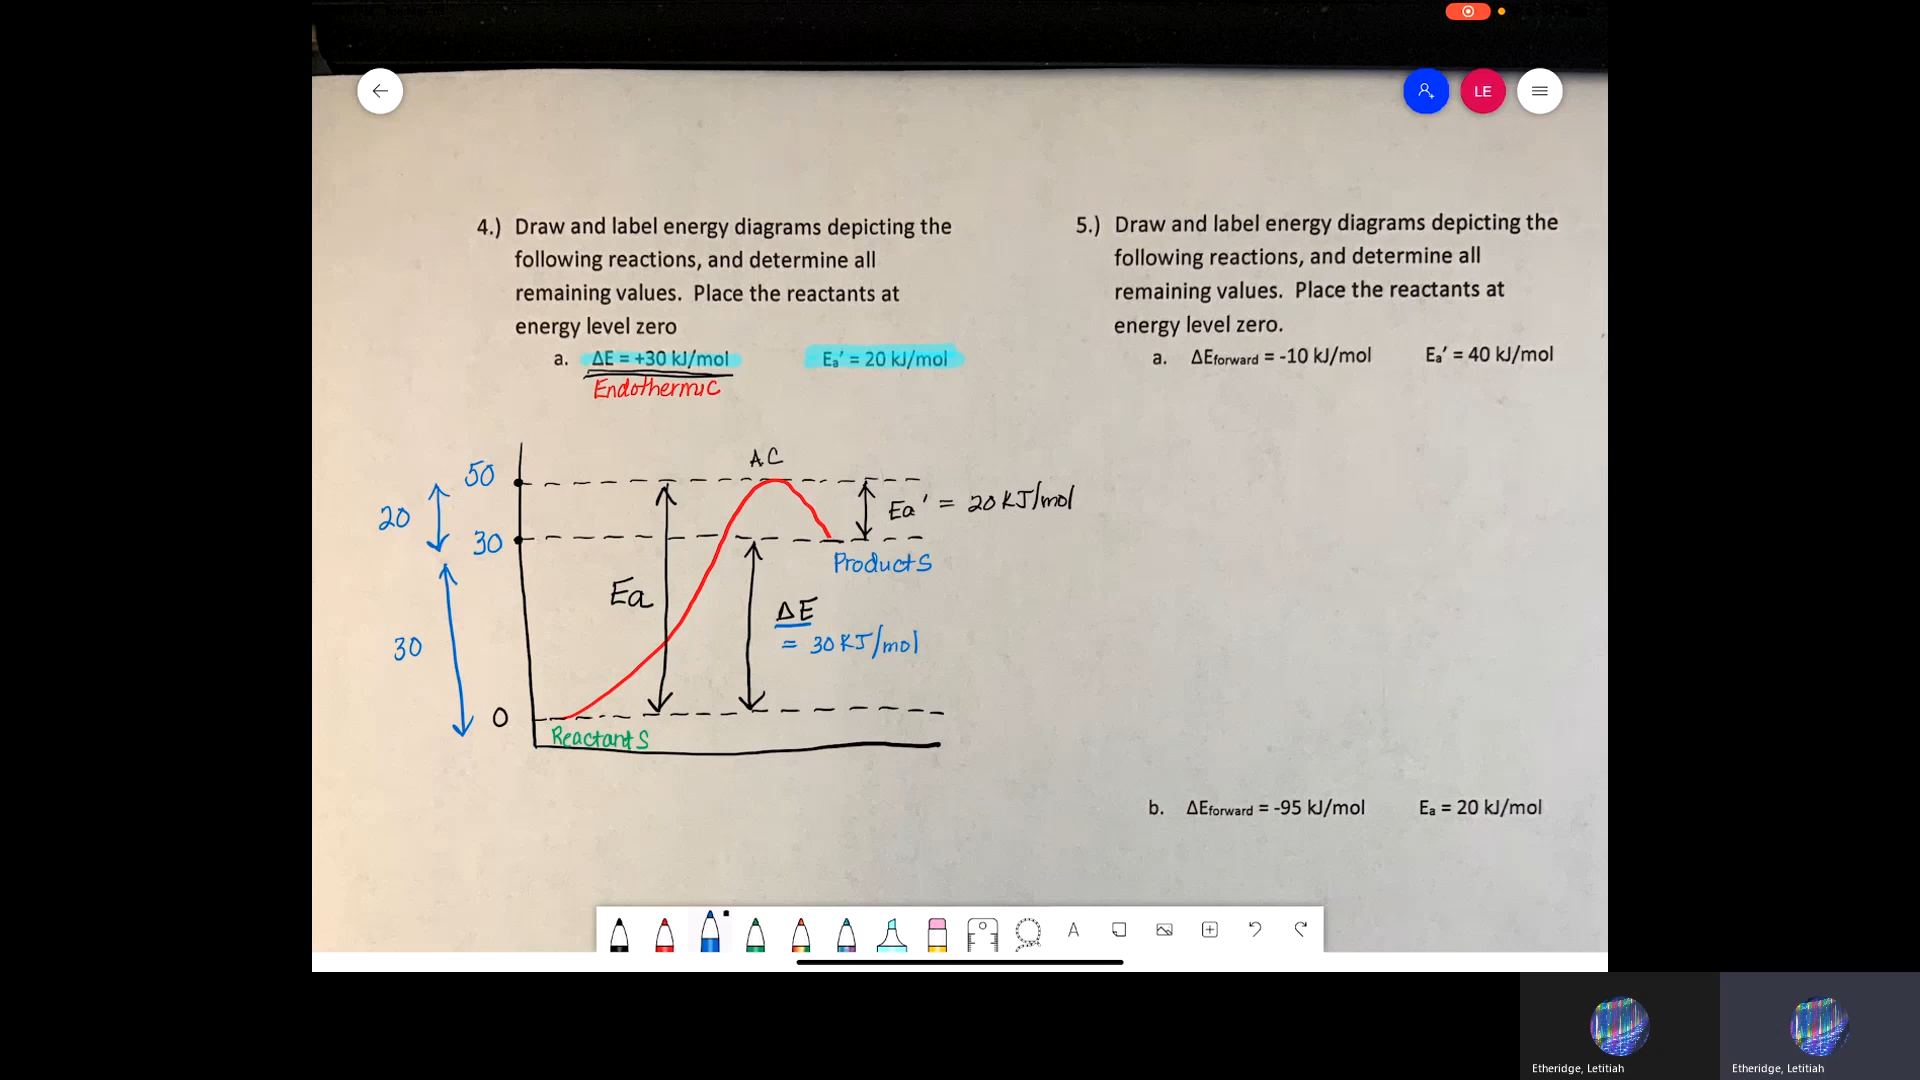 LE
4.) Draw and label energy diagrams depicting the
following reactions, and determine all
remaining values. Place the reactants at
energy level zero
a. ΔE = +30 kJ/mol Eₐ′ = 20 kJ/mol
Endothermic
AC
50
20
30
Ea' = 20 KJ/mol
Products
Ea
ΔE
= 30 KJ/mol
30
0
Reactants
5.) Draw and label energy diagrams depicting the
following reactions, and determine all
remaining values. Place the reactants at
energy level zero.
a. ΔEforward = -10 kJ/mol Eₐ′ = 40 kJ/mol
b. ΔEforward = -95 kJ/mol Eₐ = 20 kJ/mol
A
Etheridge, Letitiah
Etheridge, Letitiah